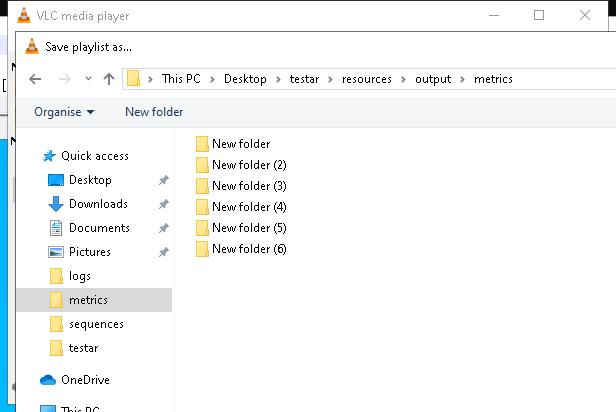 VLC media player
Save playlist as...
This PC > Desktop > testar > resources > output > metrics
Organise New folder
Quick access
Desktop
Downloads
Documents
Pictures
logs
metrics
sequences
testar
OneDrive
This PC
New folder
New folder (2)
New folder (3)
New folder (4)
New folder (5)
New folder (6)